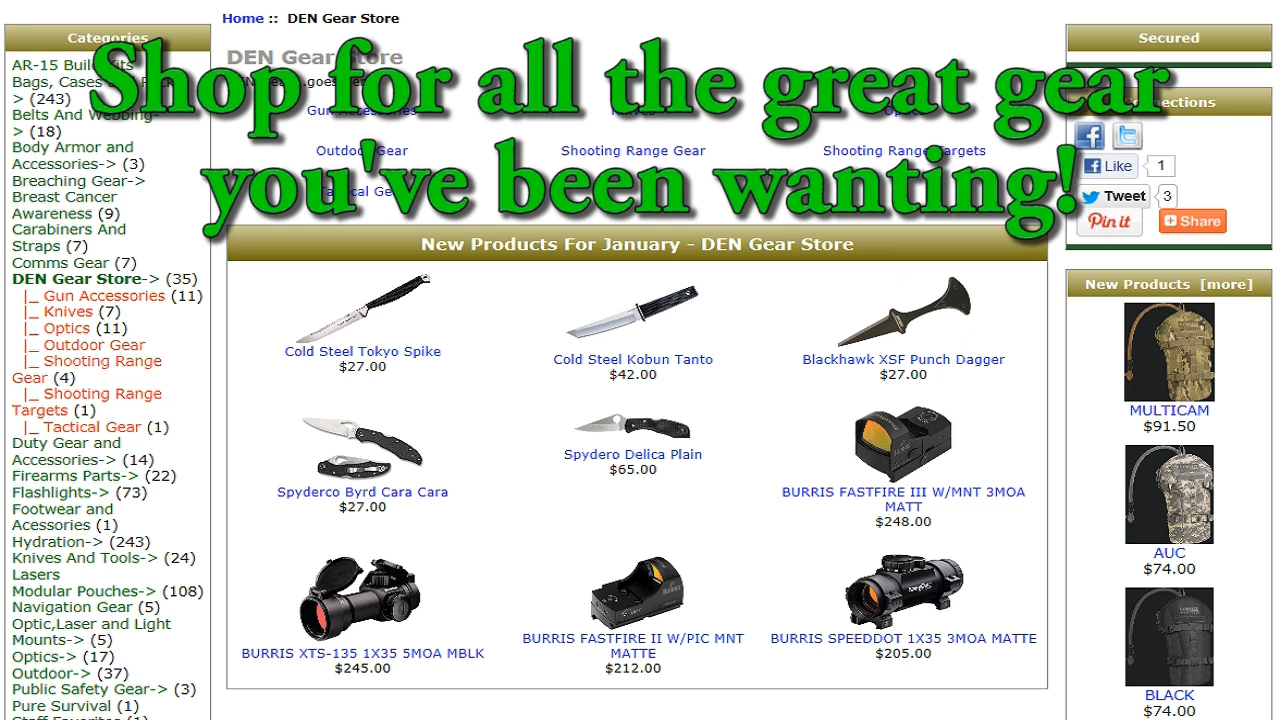 Home :: DEN Gear Store
Categories
AR-15 Build Kits
Bags, Cases
> (243)
Belts And Webbing-
> (18)
Body Armor and
Accessories-> (3)
Breaching Gear->
Breast Cancer
Awareness (9)
Carabiners And
Straps (7)
Comms Gear (7)
DEN Gear Store-> (35)
|_ Gun Accessories (11)
|_ Knives (7)
|_ Optics (11)
|_ Outdoor Gear
|_ Shooting Range
Gear (4)
|_ Shooting Range
Targets (1)
|_ Tactical Gear (1)
Duty Gear and
Accessories-> (14)
Firearms Parts-> (22)
Flashlights-> (73)
Footwear and
Acessories (1)
Hydration-> (243)
Knives And Tools-> (24)
Lasers
Modular Pouches-> (108)
Navigation Gear (5)
Optic,Laser and Light
Mounts-> (5)
Optics-> (17)
Outdoor-> (37)
Public Safety Gear-> (3)
Pure Survival (1)
Staff Favorites (1)
DEN Gear Store
Shop for all the great gear
you've been wanting!
Gun Accessories
Knives
Optics
Outdoor Gear
Shooting Range Gear
Shooting Range Targets
Tactical Gear
New Products For January - DEN Gear Store
Cold Steel Tokyo Spike
$27.00
Cold Steel Kobun Tanto
$42.00
Blackhawk XSF Punch Dagger
$27.00
Spyderco Byrd Cara Cara
$27.00
Spydero Delica Plain
$65.00
BURRIS FASTFIRE III W/MNT 3MOA
MATT
$248.00
BURRIS XTS-135 1X35 5MOA MBLK
$245.00
BURRIS FASTFIRE II W/PIC MNT
MATTE
$212.00
BURRIS SPEEDDOT 1X35 3MOA MATTE
$205.00
Secured
Connections
Like 1
Tweet 3
Pin it
Share
New Products [more]
MULTICAM
$91.50
AUC
$74.00
BLACK
$74.00